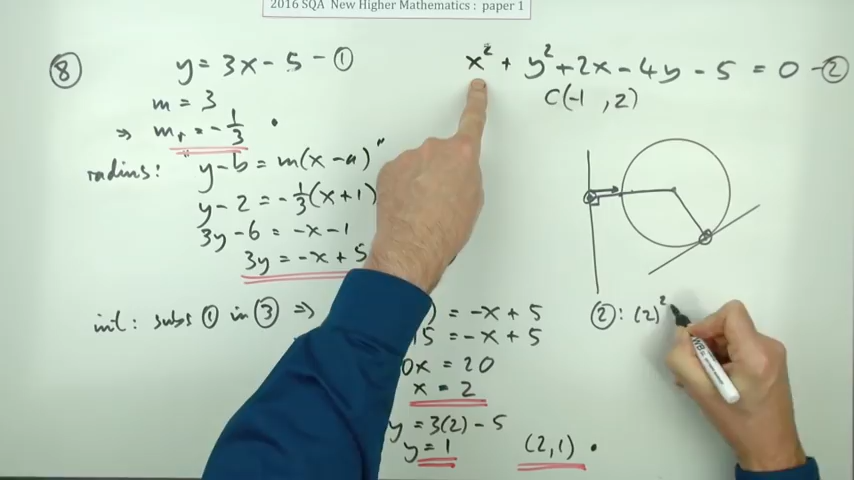 2016 SQA New Higher Mathematics : paper 1
8
y = 3x - 5 - ①
m = 3
⇒ mᵣ = - 1/3 .
radius: "y - b = m(x - a)"
y - 2 = - 1/3 (x + 1)
3y - 6 = -x - 1
3y = -x + 5
int: subs ① in ③ ⇒ ) = -x + 5
15 = -x + 5
0x = 20
x = 2
y = 3(2) - 5
y = 1
(2,1) .
x² + y² + 2x - 4y - 5 = 0 - ②
C(-1 , 2)
②: (2)²